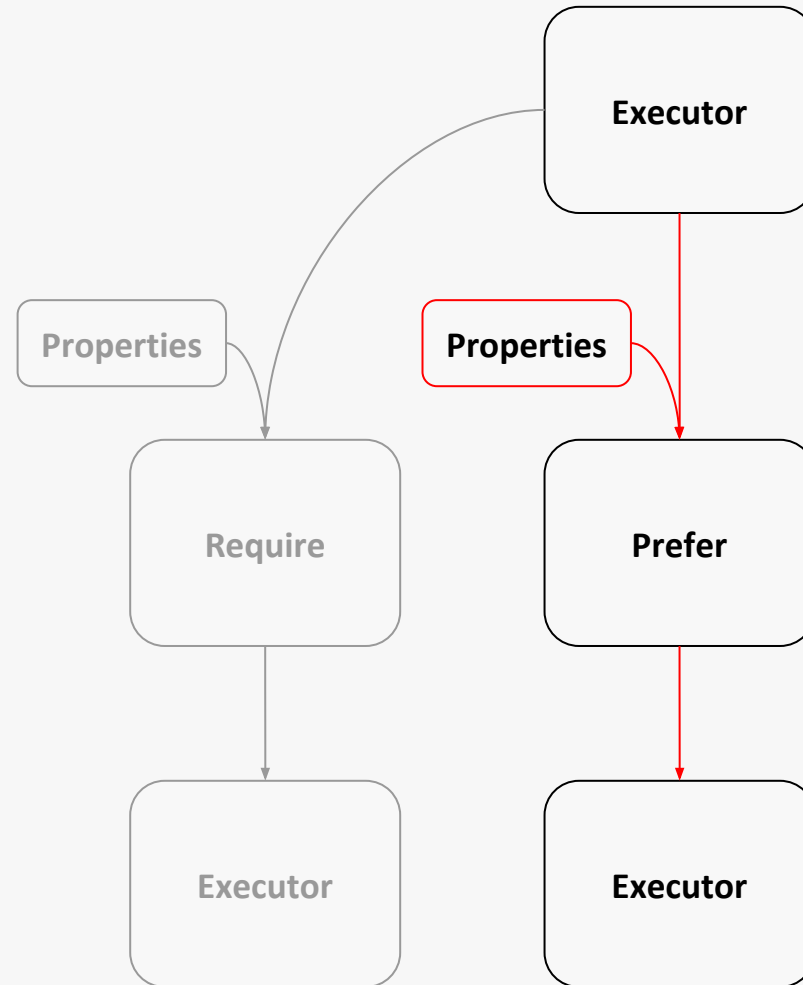 Executor
Properties
Properties
Require
Prefer
Executor
Executor